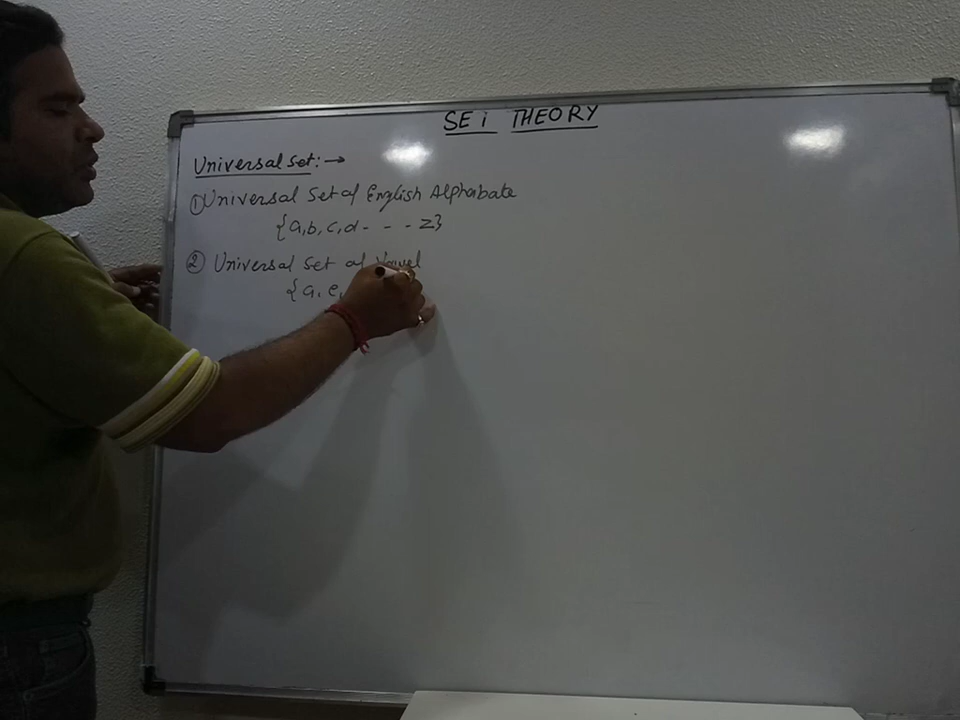 SET THEORY
Universal Set:→
① Universal Set of English Alphabate
{a,b,c,d- - - - z}
② Universal Set of Vowel
{a, e,